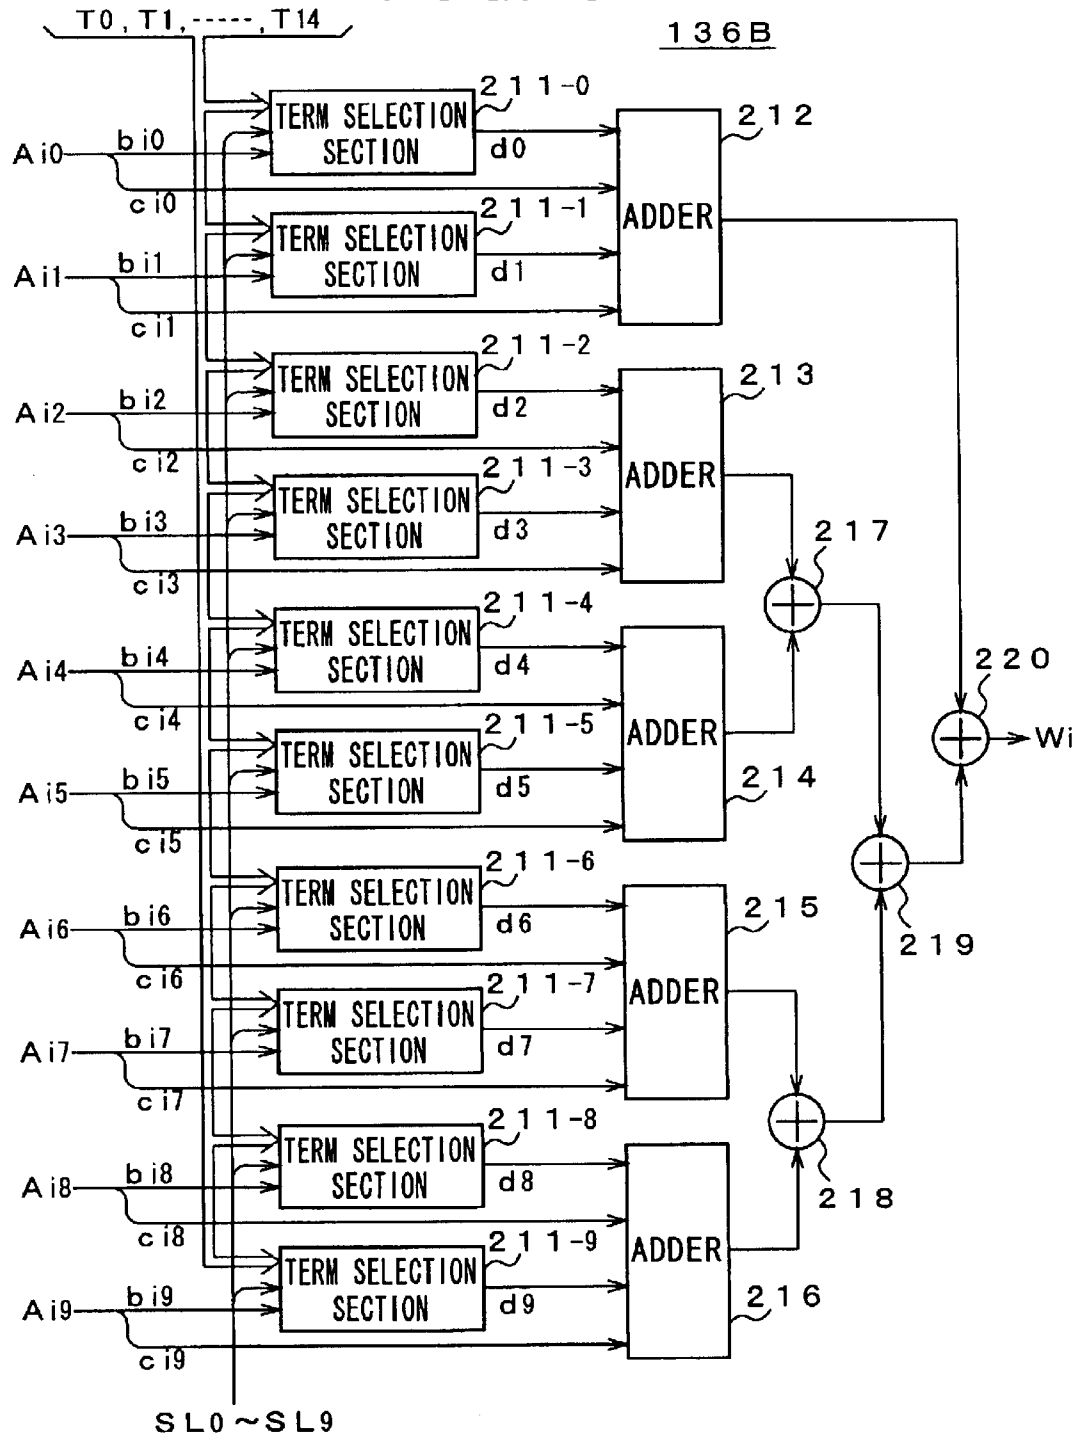 T0, T1, -----, T14
136B
211-0
TERM SELECTION
SECTION
212
Ai0
bi0
d0
ci0
ADDER
211-1
TERM SELECTION
SECTION
Ai1
bi1
d1
ci1
211-2
TERM SELECTION
SECTION
213
Ai2
bi2
d2
ci2
ADDER
211-3
TERM SELECTION
SECTION
Ai3
bi3
d3
ci3
217
211-4
TERM SELECTION
SECTION
Ai4
bi4
d4
ci4
ADDER
220
Wi
211-5
TERM SELECTION
SECTION
214
Ai5
bi5
d5
ci5
211-6
TERM SELECTION
SECTION
215
Ai6
bi6
d6
219
ci6
ADDER
211-7
TERM SELECTION
SECTION
Ai7
bi7
d7
ci7
211-8
TERM SELECTION
SECTION
Ai8
bi8
d8
218
ci8
ADDER
211-9
TERM SELECTION
SECTION
216
Ai9
bi9
d9
ci9
SL0~SL9